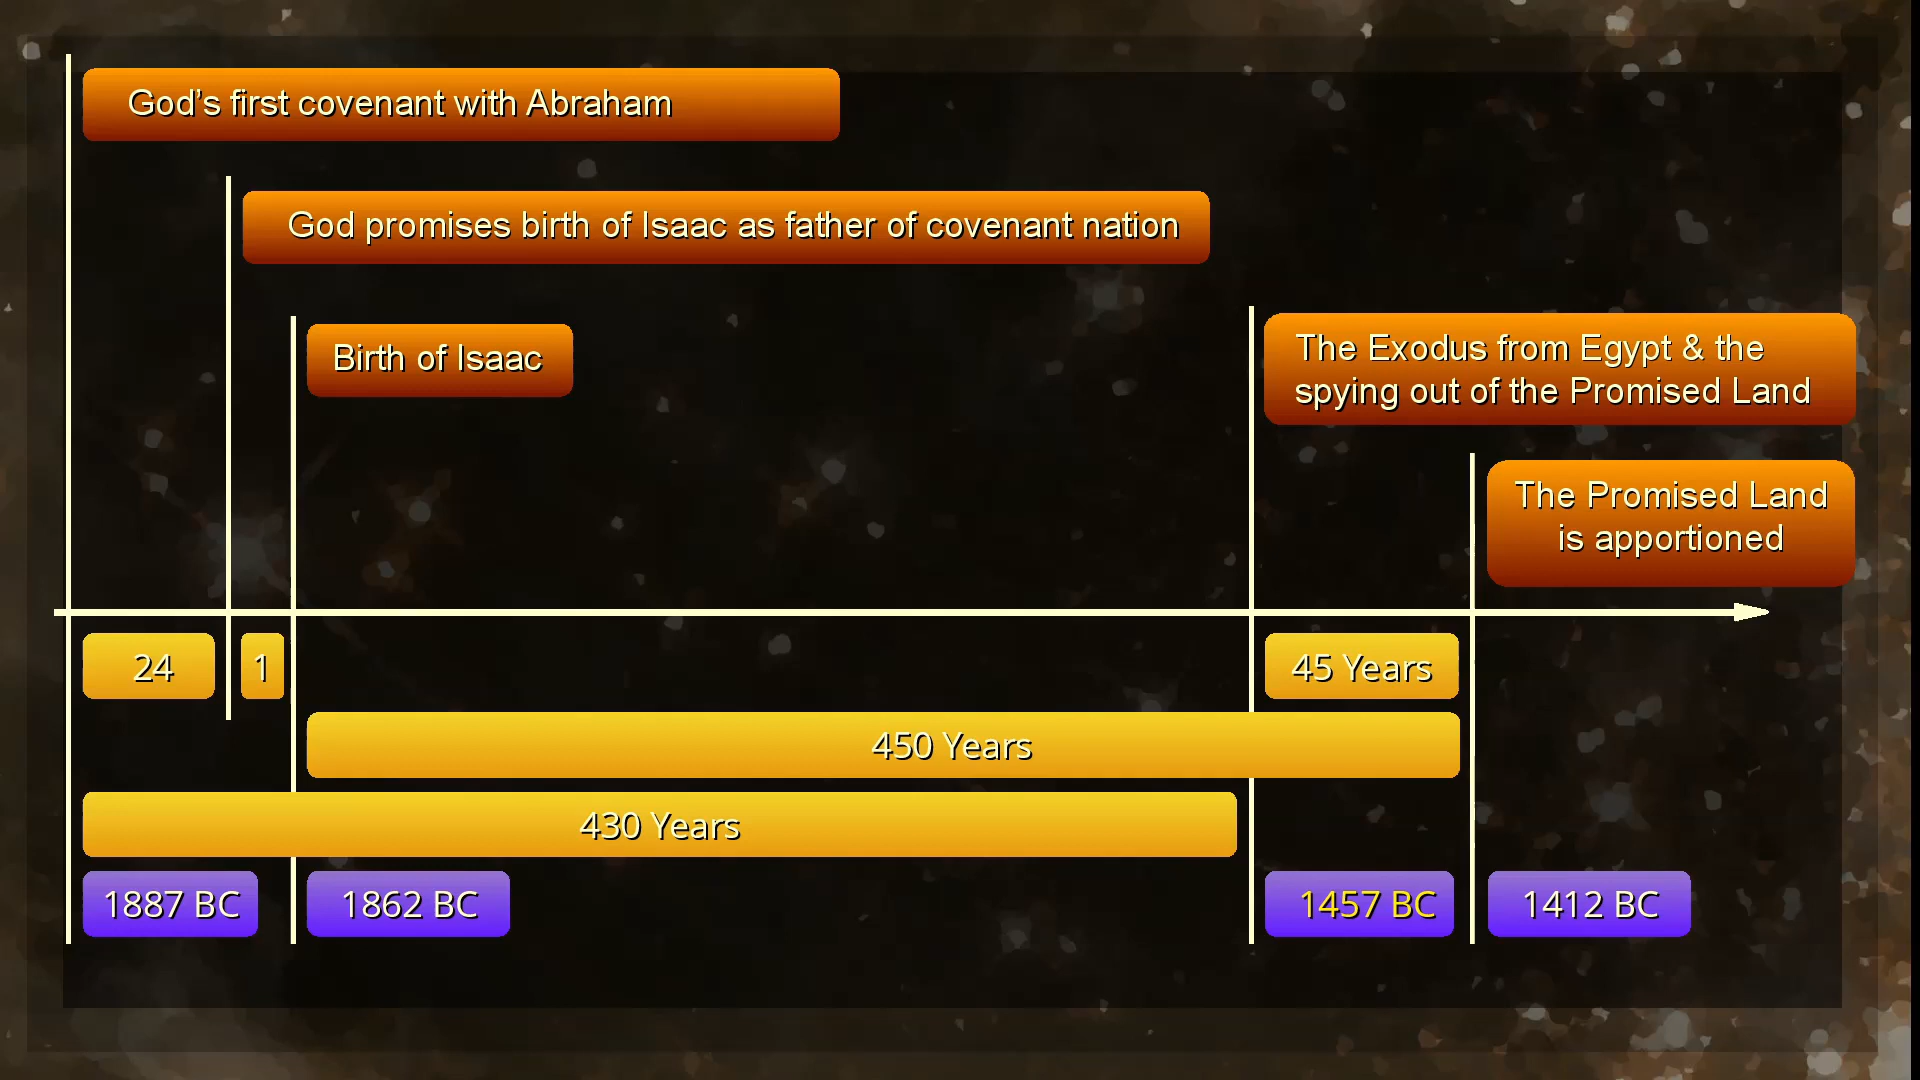 God's first covenant with Abraham
God promises birth of Isaac as father of covenant nation
Birth of Isaac
The Exodus from Egypt & the
spying out of the Promised Land
The Promised Land
is apportioned
24
1
45 Years
450 Years
430 Years
1887 BC
1862 BC
1457 BC
1412 BC